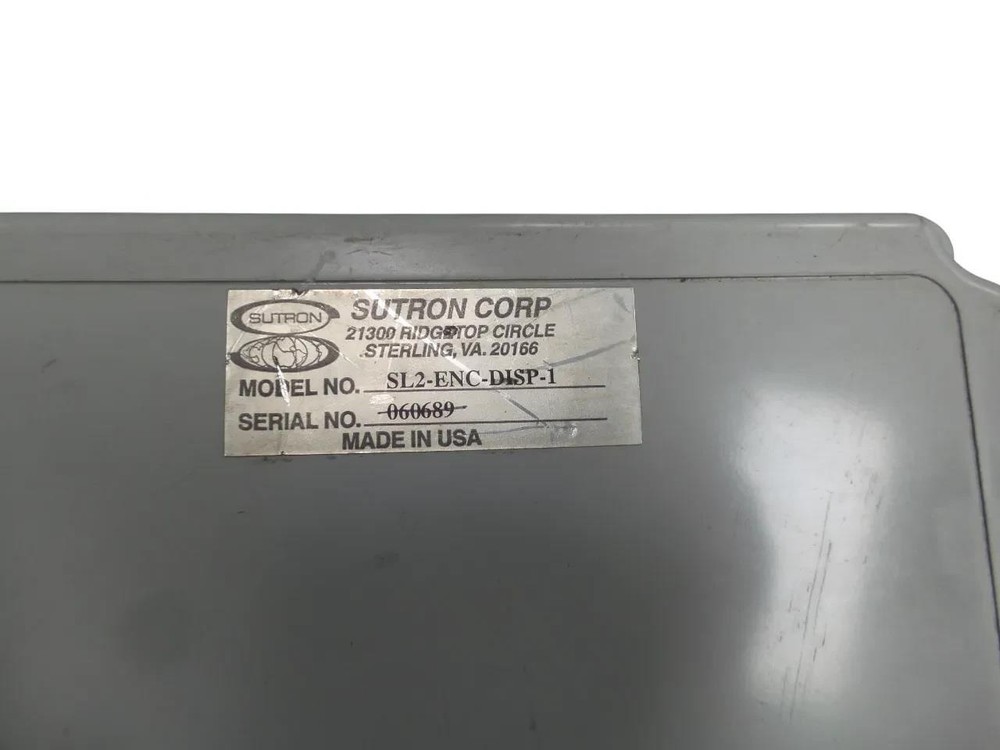 SUTRON
SUTRON CORP
21300 RIDGETOP CIRCLE
STERLING, VA. 20166
MODEL NO. SL2-ENC-DISP-1
SERIAL NO. 060689
MADE IN USA